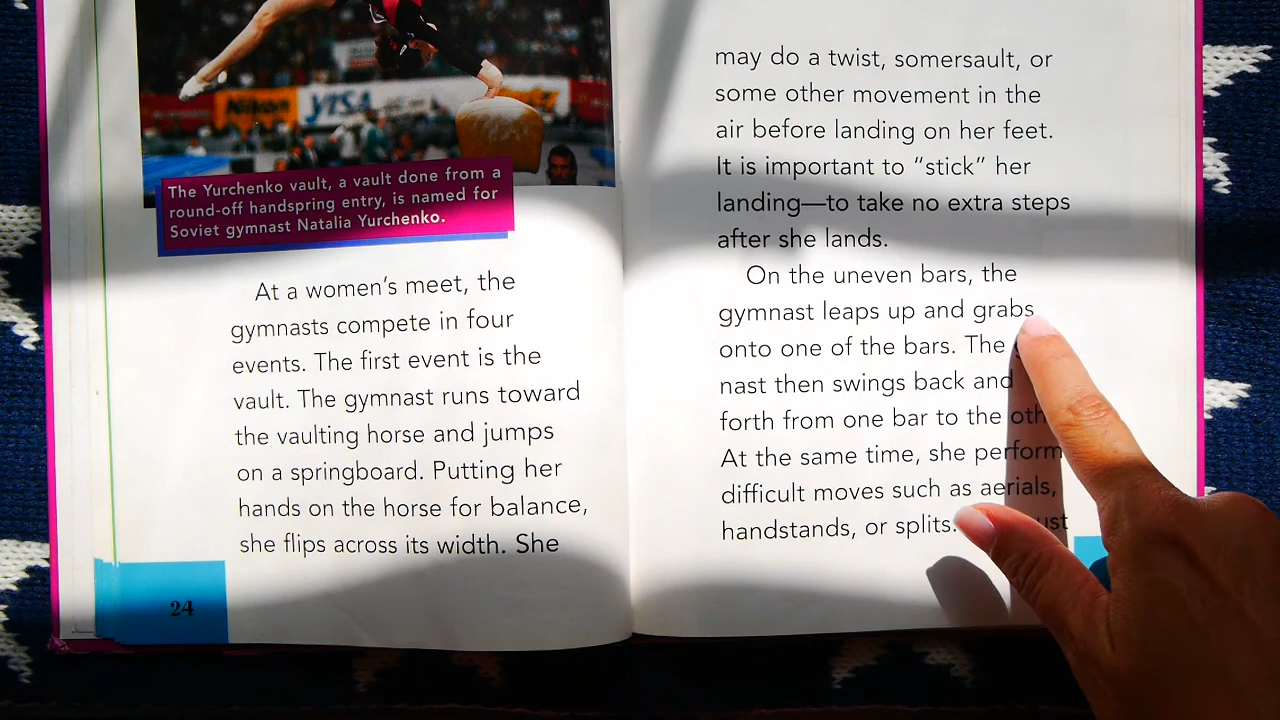 Nikon
VISA
The Yurchenko vault, a vault done from a
round-off handspring entry, is named for
Soviet gymnast Natalia Yurchenko.
At a women's meet, the
gymnasts compete in four
events. The first event is the
vault. The gymnast runs toward
the vaulting horse and jumps
on a springboard. Putting her
hands on the horse for balance,
she flips across its width. She
24
may do a twist, somersault, or
some other movement in the
air before landing on her feet.
It is important to “stick” her
landing—to take no extra steps
after she lands.
On the uneven bars, the
gymnast leaps up and grabs
onto one of the bars. The
nast then swings back and
forth from one bar to the
At the same time, she perform
difficult moves such as aerials,
handstands, or splits.